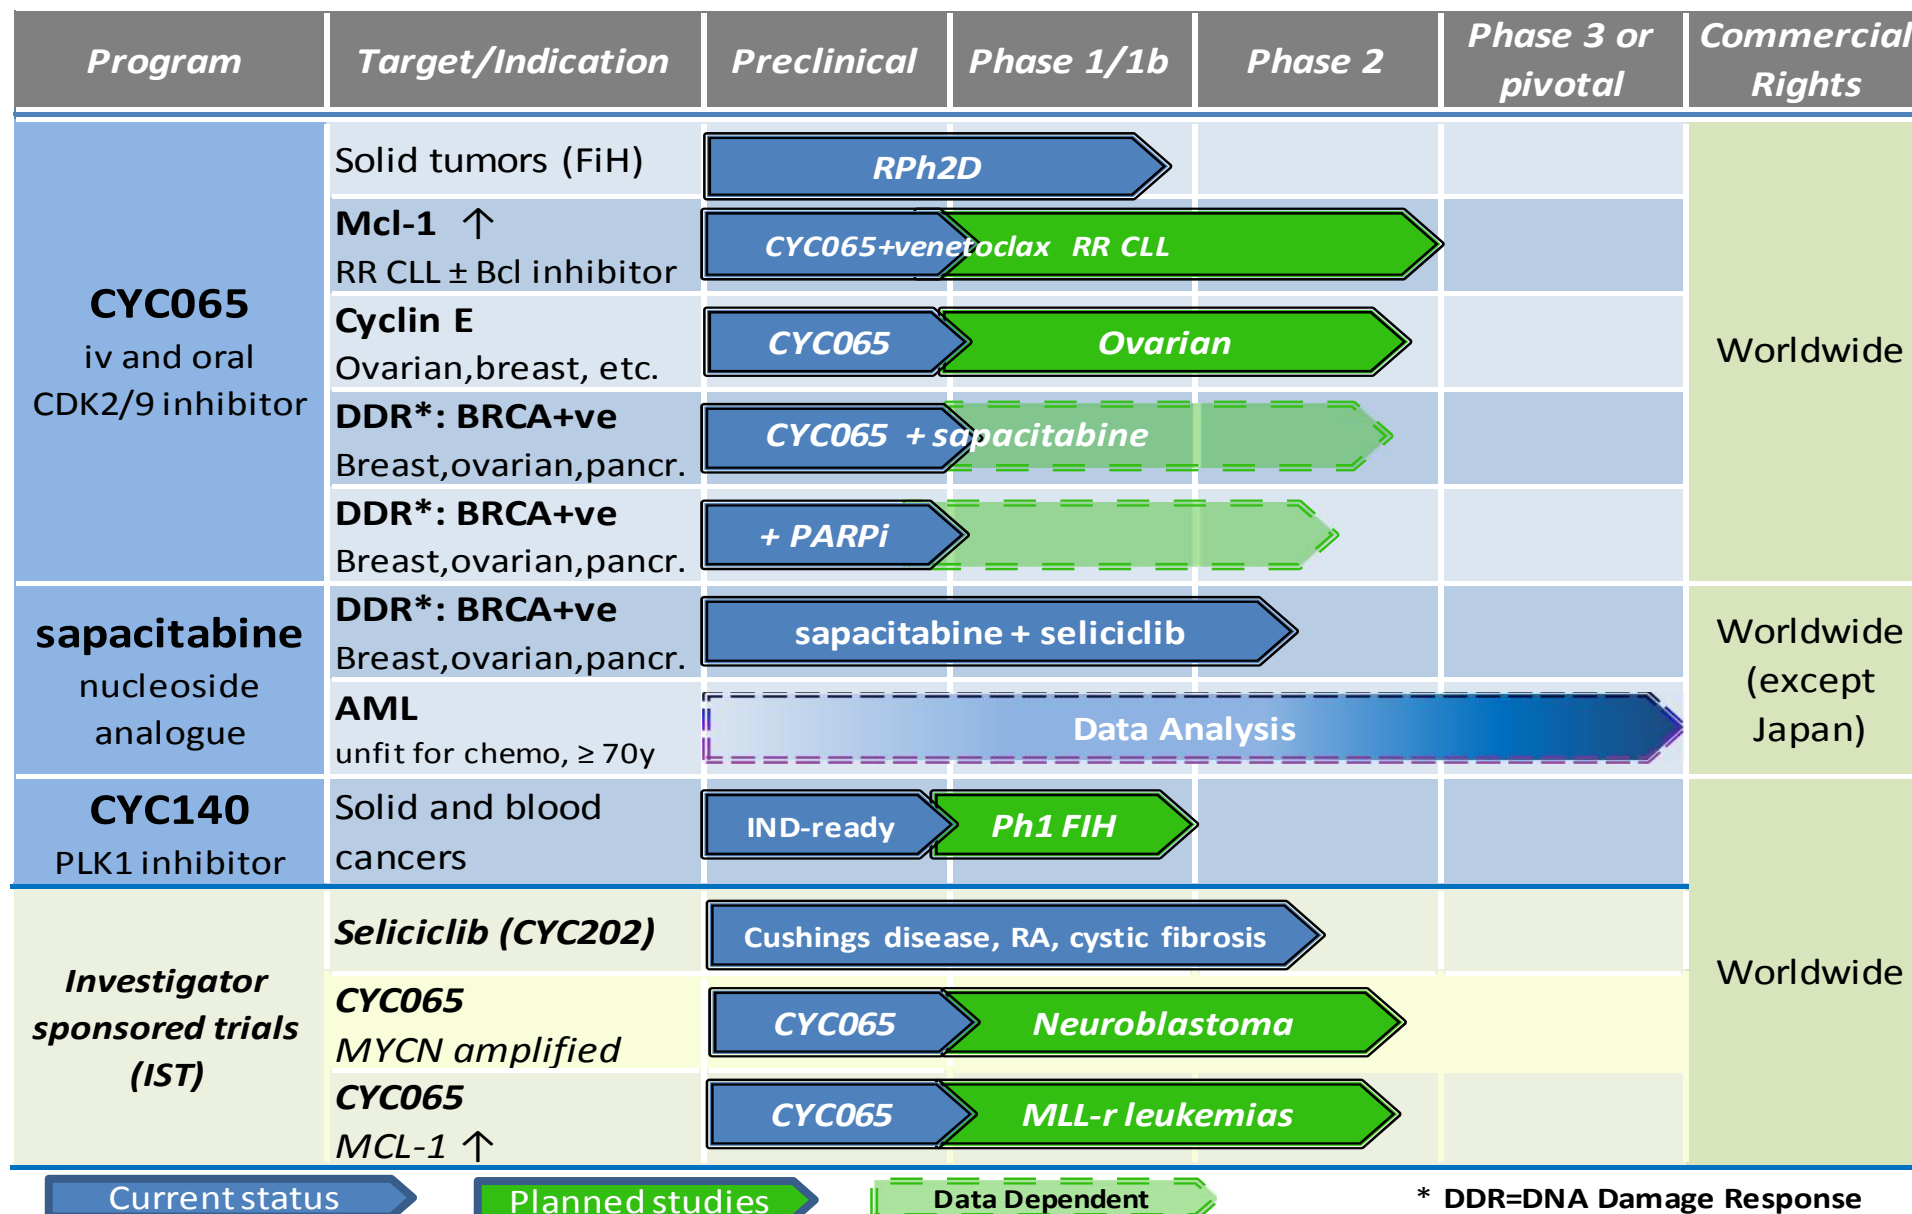 Program
Target/Indication
Preclinical
Phase 1/1b
Phase 2
Phase 3 or
pivotal
Commercial
Rights
CYC065
iv and oral
CDK2/9 inhibitor
Solid tumors (FiH)
RPh2D
Mcl-1 ↑
RR CLL ± Bcl inhibitor
CYC065+venetoclax RR CLL
Cyclin E
Ovarian,breast, etc.
CYC065
Ovarian
DDR*: BRCA+ve
Breast,ovarian,pancr.
CYC065 + sapacitabine
DDR*: BRCA+ve
Breast,ovarian,pancr.
+ PARPi
Worldwide
sapacitabine
nucleoside
analogue
DDR*: BRCA+ve
Breast,ovarian,pancr.
sapacitabine + seliciclib
AML
unfit for chemo, ≥ 70y
Data Analysis
Worldwide
(except
Japan)
CYC140
PLK1 inhibitor
Solid and blood
cancers
IND-ready
Ph1 FIH
Investigator
sponsored trials
(IST)
Seliciclib (CYC202)
Cushings disease, RA, cystic fibrosis
CYC065
MYCN amplified
CYC065
Neuroblastoma
CYC065
MCL-1 ↑
CYC065
MLL-r leukemias
Worldwide
Current status
Planned studies
Data Dependent
* DDR=DNA Damage Response